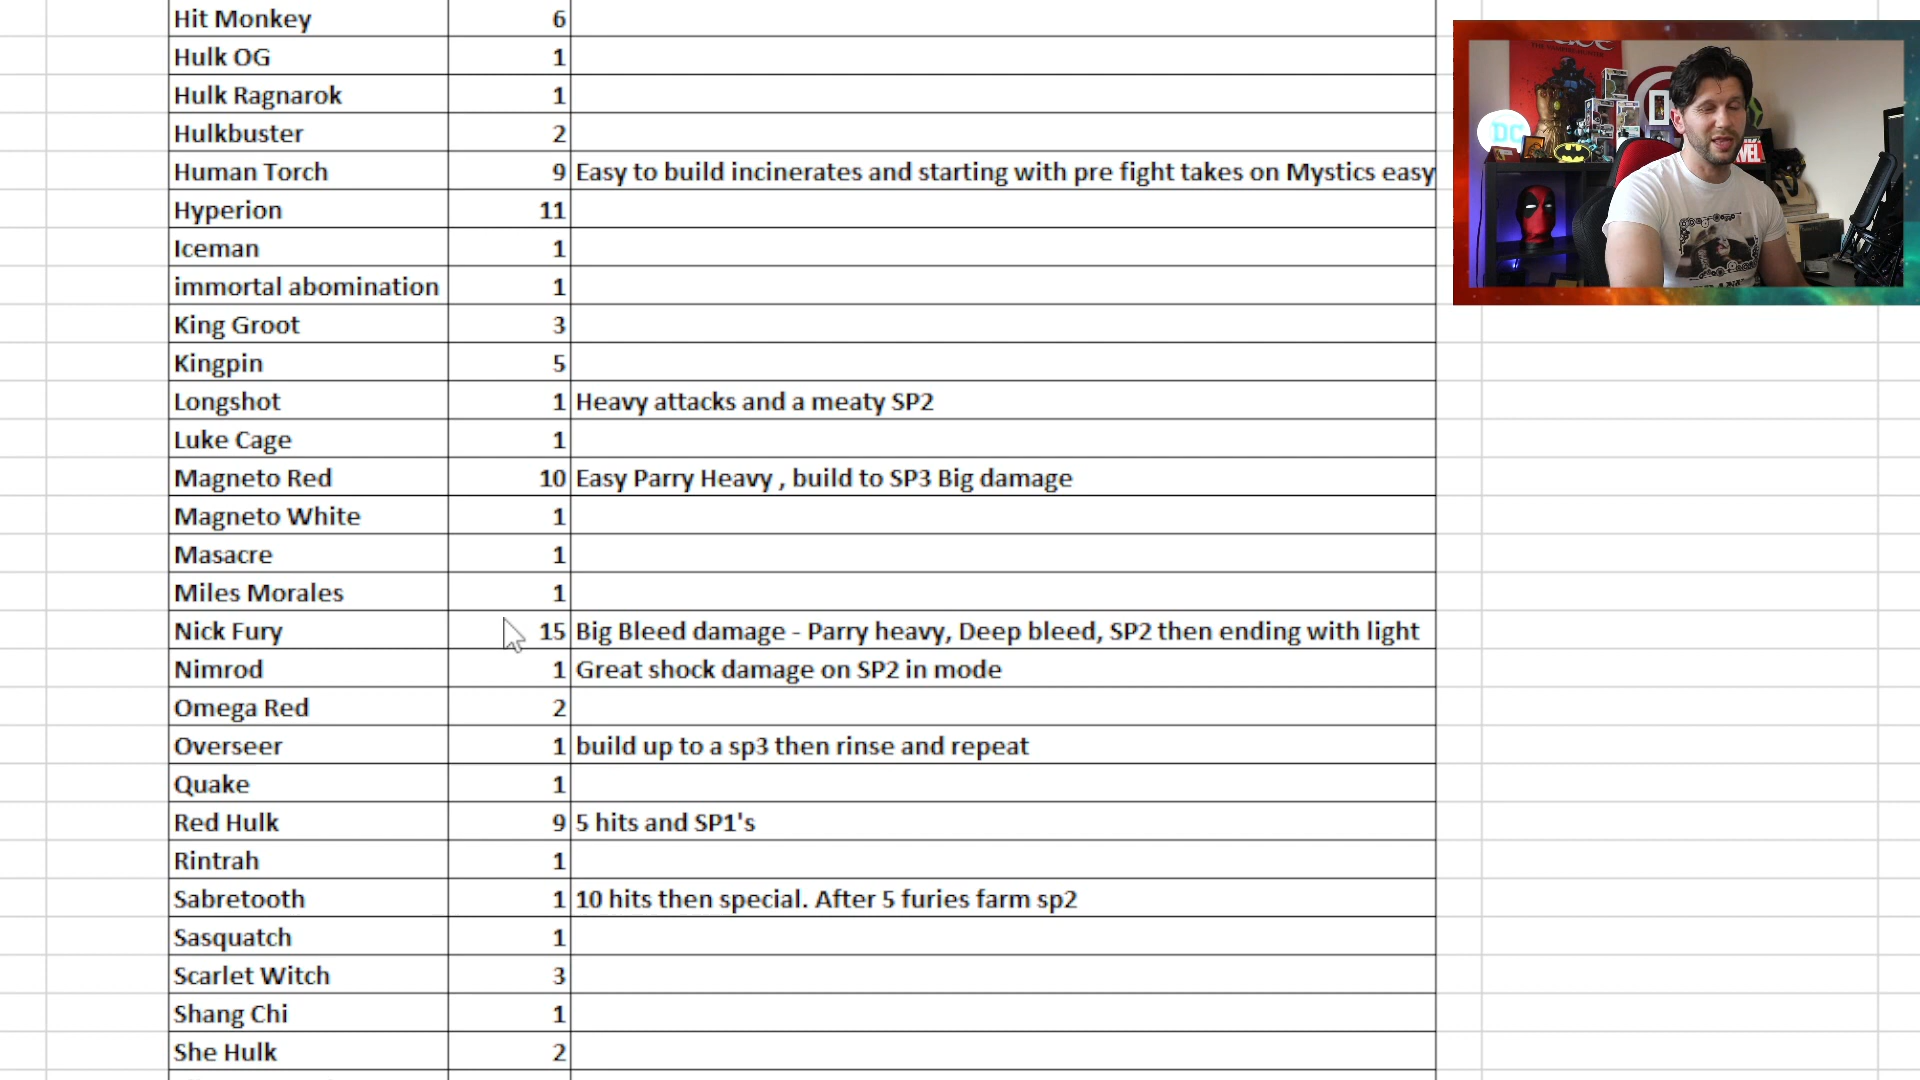 Hit Monkey 6
Hulk OG 1
Hulk Ragnarok 1
Hulkbuster 2
Human Torch 9 Easy to build incinerates and starting with pre fight takes on Mystics easy
Hyperion 11
Iceman 1
immortal abomination 1
King Groot 3
Kingpin 5
Longshot 1 Heavy attacks and a meaty SP2
Luke Cage 1
Magneto Red 10 Easy Parry Heavy , build to SP3 Big damage
Magneto White 1
Masacre 1
Miles Morales 1
Nick Fury 15 Big Bleed damage - Parry heavy, Deep bleed, SP2 then ending with light
Nimrod 1 Great shock damage on SP2 in mode
Omega Red 2
Overseer 1 build up to a sp3 then rinse and repeat
Quake 1
Red Hulk 9 5 hits and SP1's
Rintrah 1
Sabretooth 1 10 hits then special. After 5 furies farm sp2
Sasquatch 1
Scarlet Witch 3
Shang Chi 1
She Hulk 2
DC